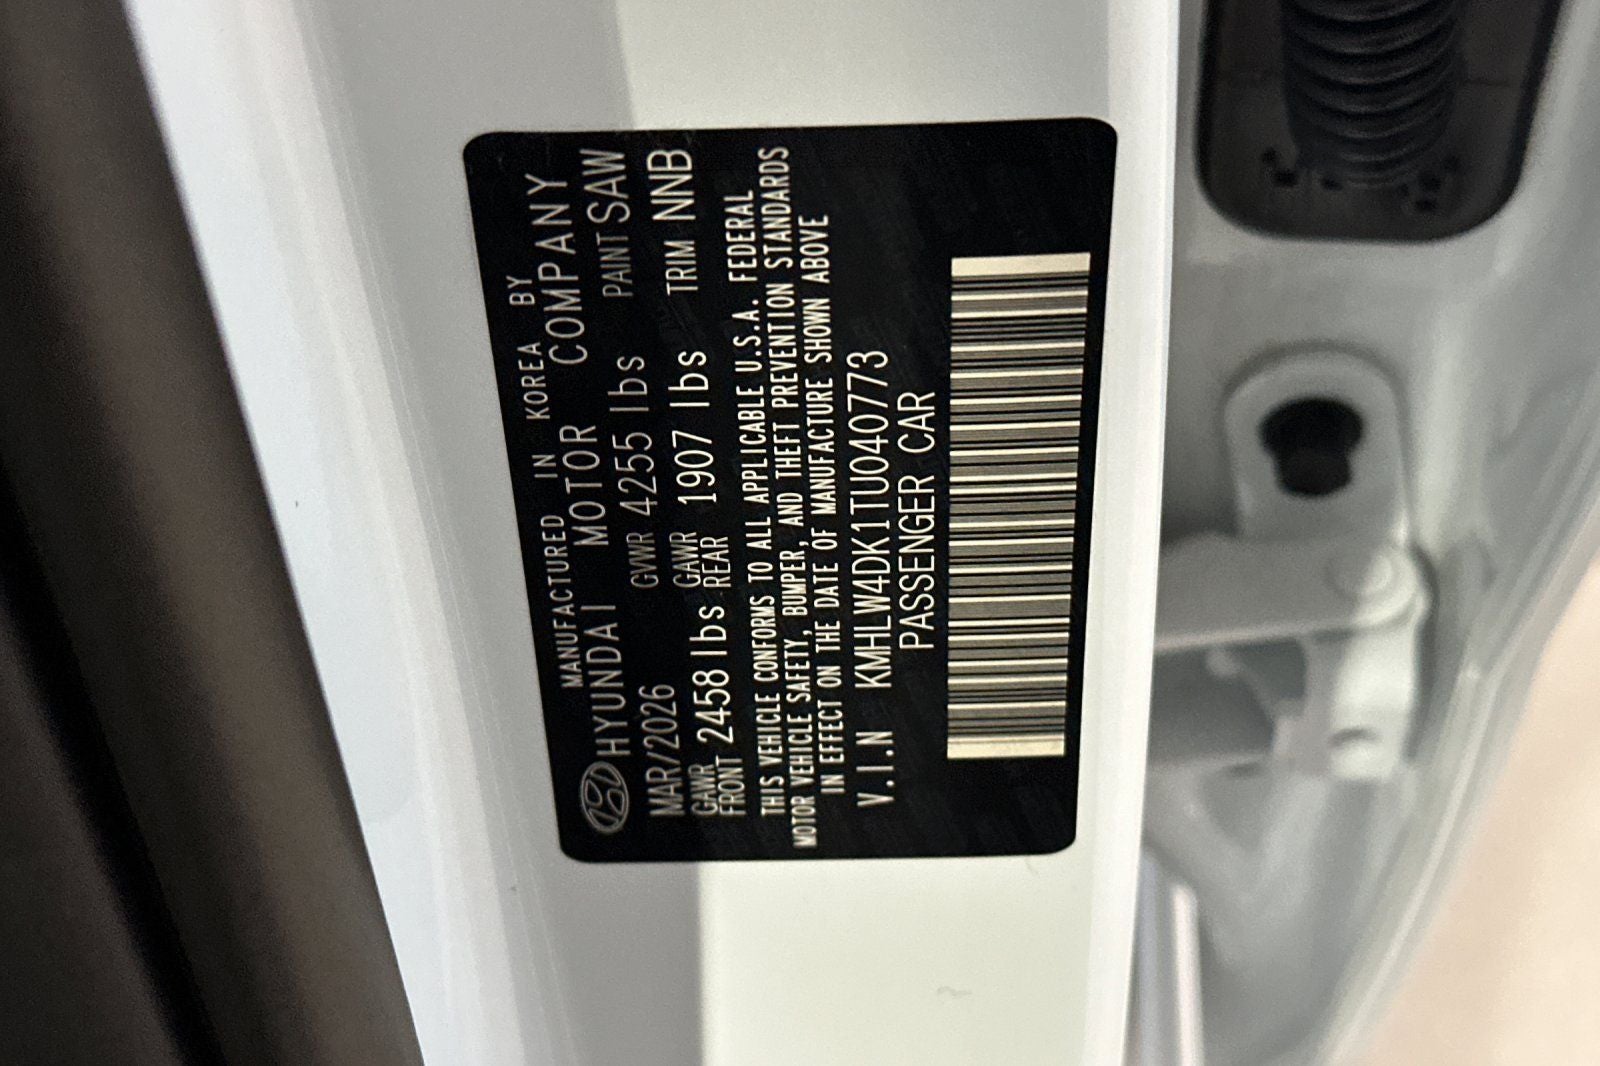 MANUFACTURED IN KOREA BY
HYUNDAI MOTOR COMPANY
MAR/2026 GVWR 4255 lbs PAINT SAW
GAWR FRONT 2458 lbs GAWR REAR 1907 lbs TRIM NNB
THIS VEHICLE CONFORMS TO ALL APPLICABLE U.S.A. FEDERAL
MOTOR VEHICLE SAFETY, BUMPER, AND THEFT PREVENTION STANDARDS
IN EFFECT ON THE DATE OF MANUFACTURE SHOWN ABOVE
V.I.N KMHLW4DK1TU040773
PASSENGER CAR